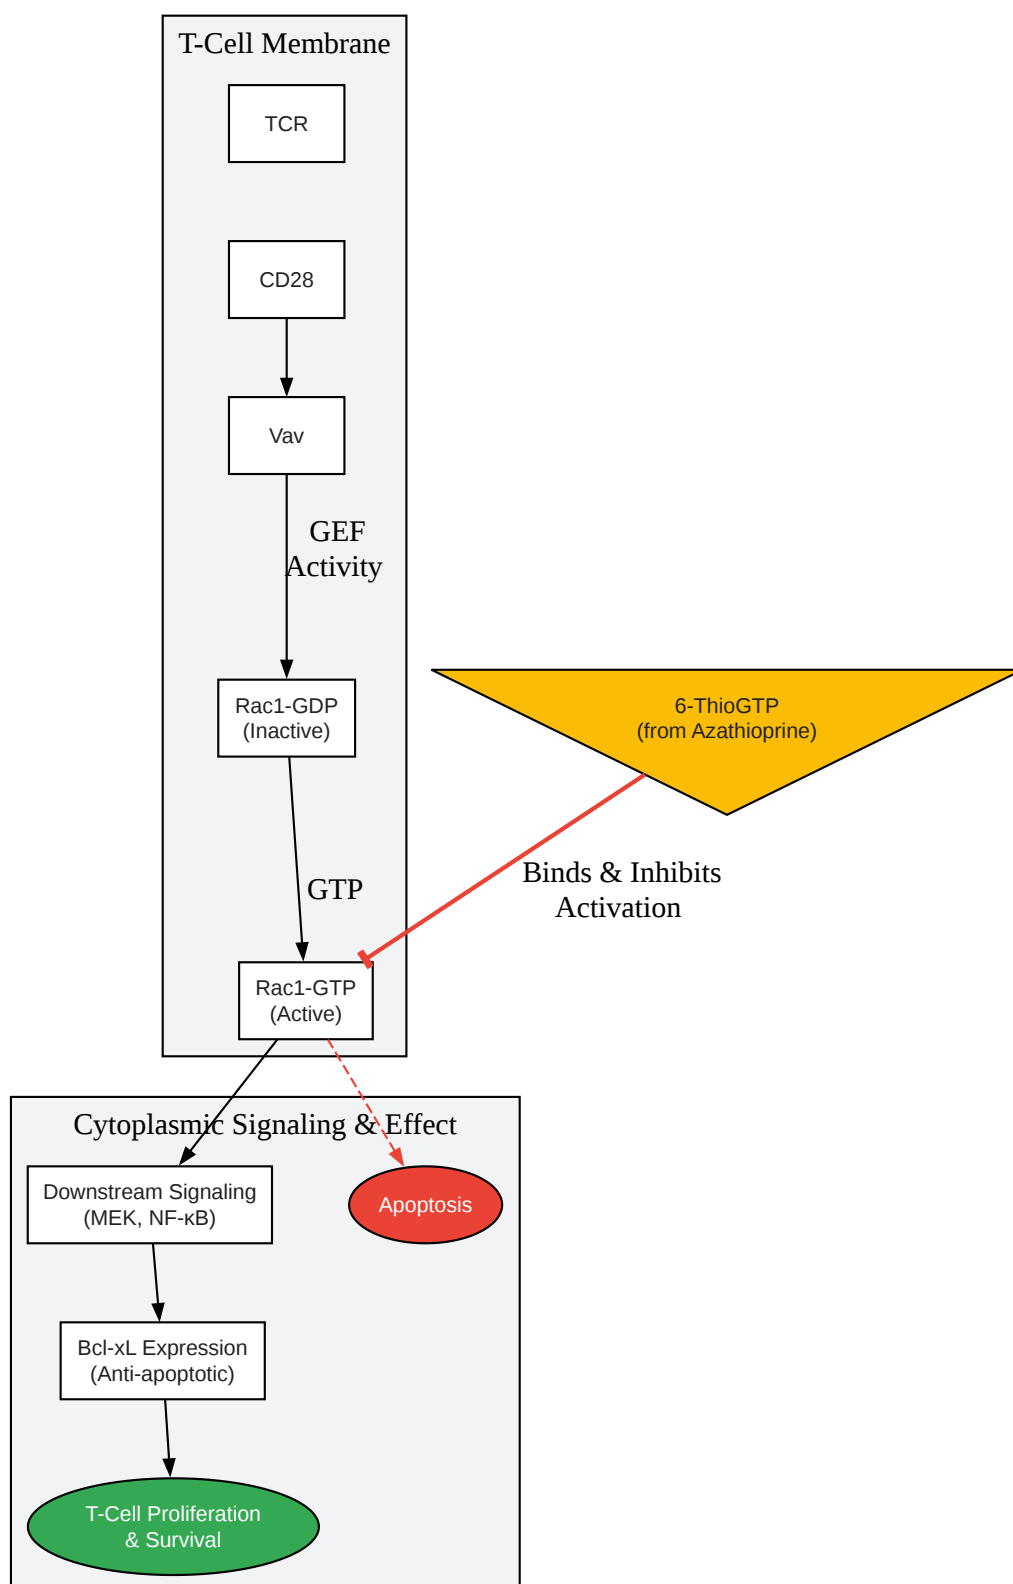 T-Cell Membrane
TCR
CD28
Vav
GEF
Activity
Rac1-GDP
(Inactive)
6-ThioGTP
(from Azathioprine)
GTP
Binds & Inhibits
Activation
Rac1-GTP
(Active)
Cytoplasmic Signaling & Effect
Downstream Signaling
(MEK, NF-κB)
Apoptosis
Bcl-xL Expression
(Anti-apoptotic)
T-Cell Proliferation
& Survival